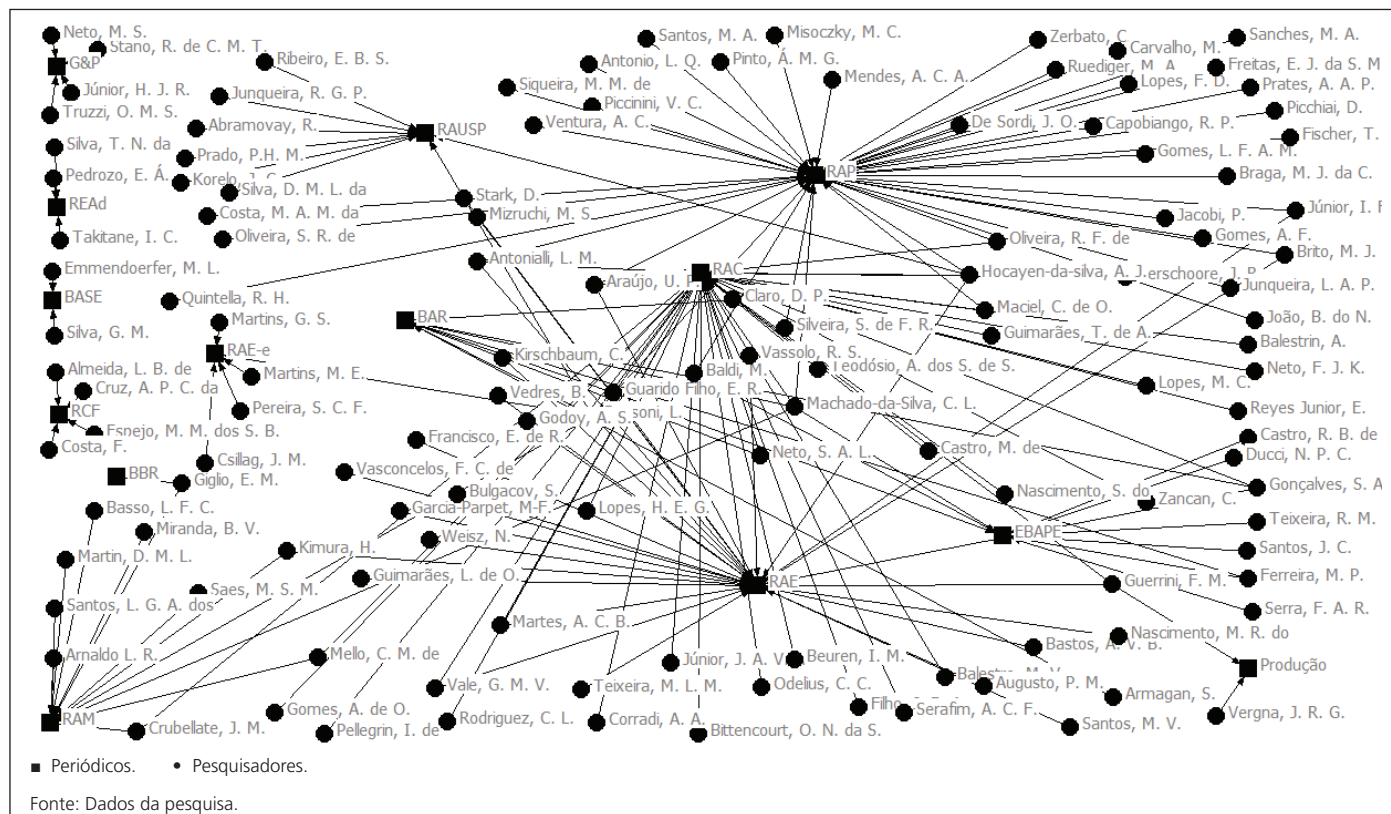 Neto, M. S.
Stano, R. de C. M. T.
G&P
Júnior, H. J. R.
Truzzi, O. M. S.
Ribeiro, E. B. S.
Junqueira, R. G. P.
Abramovay, R.
RAUSP
Prado, P.H. M.
Silva, T. N. da
Pedrozo, E. Á.
REAd
Takitane, I. C.
Silva, D. M. L. da
Costa, M. A. M. da
Oliveira, S. R. de
Stark, D.
Mizruchi, M. S
Antonialli, L. M.
Santos, M. A.
Misoczky, M. C.
Antonio, L. Q.
Pinto, Á. M. G.
Siqueira, M. M. de
Mendes, A. C. A.
Piccinini, V. C.
Ventura, A. C.
RAP
Zerbato, C
Carvalho, M.
Sanches, M. A.
Ruediger, M. A
Freitas, E. J. da S. M
Lopes, F. D.
Prates, A. A. P.
Picchiai, D.
De Sordi, J. O.
Capobiango, R. P.
Fischer, T.
Gomes, L. F. A. M.
Braga, M. J. da C.
Jacobi, P.
Júnior, I. F
Oliveira, R. F. de
Gomes, A. F.
Brito, M. J.
Emmendoerfer, M. L.
BASE
Silva, G. M.
Quintella, R. H.
Martins, G. S.
RAE-e
Martins, M. E.
Pereira, S. C. F.
Csillag, J. M.
BAR
RAC
Araújo, U. P.
Claro, D. P.
Silveira, S. de F. R.
Hocayen-da-silva, A. J.
Junqueira, L. A. P.
Maciel, C. de O.
João, B. do N.
Guimarães, T. de A.
Balestrin, A.
Neto, F. J. K.
Lopes, M. C.
Reyes Junior, E.
Almeida, L. B. de
Cruz, A. P. C. da
RCF
Espejo, M. M. dos S. B.
Costa, F.
BBR
Giglio, E. M.
Kirschbaum, C.
Vassolo, R. S.
Baldi, M.
Teodósio, A. dos S. de S.
Vedres, B.
Guarido Filho, E. R.
Machado-da-Silva, C. L.
Godoy, A. S.
Francisco, E. de R.
Neto, S. A. L.
Castro, M. de
Castro, R. B. de
Ducci, N. P. C.
Vasconcelos, F. C. de
Bulgacov, S.
Nascimento, S. do
Gonçalves, S. A
Zancan, C.
Basso, L. F. C.
Miranda, B. V.
Garcia-Parpet, M-F.
Lopes, H. E. G.
Teixeira, R. M.
EBAPE
Weisz, N.
Santos, J. C.
Martin, D. M. L.
Kimura, H.
Guimarães, L. de O.
RAE
Guerrini, F. M.
Ferreira, M. P.
Saes, M. S. M.
Santos, L. G. A. dos
Serra, F. A. R.
Martes, A. C. B.
Nascimento, M. R. do
Bastos, A. V. B.
Arnaldo L. R.
Mello, C. M. de
Júnior, J. A. V
Beuren, I. M.
Produção
Vale, G. M. V.
Teixeira, M. L. M.
Odelius, C. C.
Augusto, P. M.
Armagan, S.
RAM
Crubellate, J. M.
Gomes, A. de O.
Pellegrin, I. de
Rodriguez, C. L.
Corradi, A. A.
Bittencourt, O. N. da S.
Filho
Serafim, A. C. F.
Santos, M. V.
Vergna, J. R. G.
Periódicos. Pesquisadores.
Fonte: Dados da pesquisa.